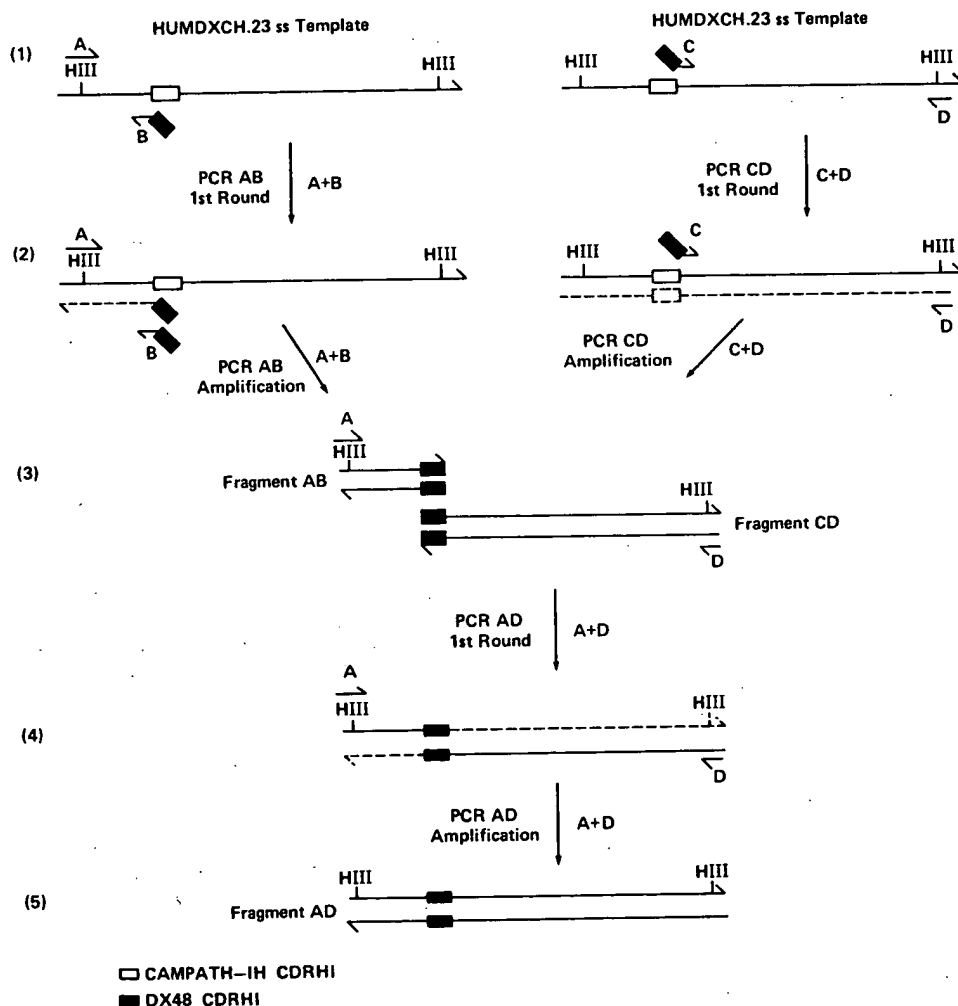 HUMDXCH.23 ss Template
HUMDXCH.23 ss Template
(1)
A
HIII
HIII
B
HIII
C
HIII
D
PCR AB
1st Round
A+B
PCR CD
1st Round
C+D
(2)
A
HIII
HIII
B
HIII
C
HIII
D
PCR AB
Amplification
A+B
PCR CD
Amplification
C+D
(3)
A
HIII
Fragment AB
HIII
Fragment CD
D
PCR AD
1st Round
A+D
(4)
A
HIII
HIII
D
PCR AD
Amplification
A+D
(5)
HIII
HIII
Fragment AD
CAMPATH–IH CDRHI
DX48 CDRHI